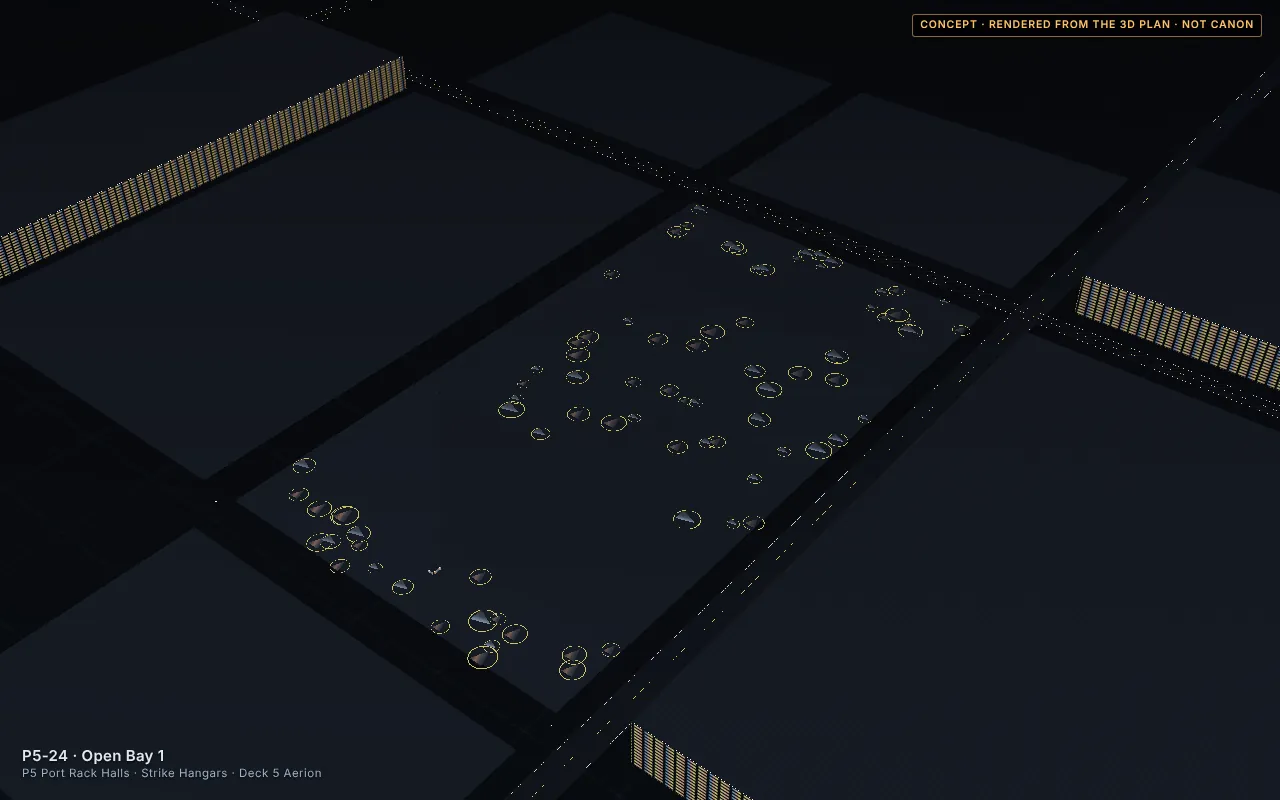 CONCEPT · RENDERED FROM THE 3D PLAN · NOT CANON
P5-24 · Open Bay 1
P5 Port Rack Halls · Strike Hangars · Deck 5 Aerion